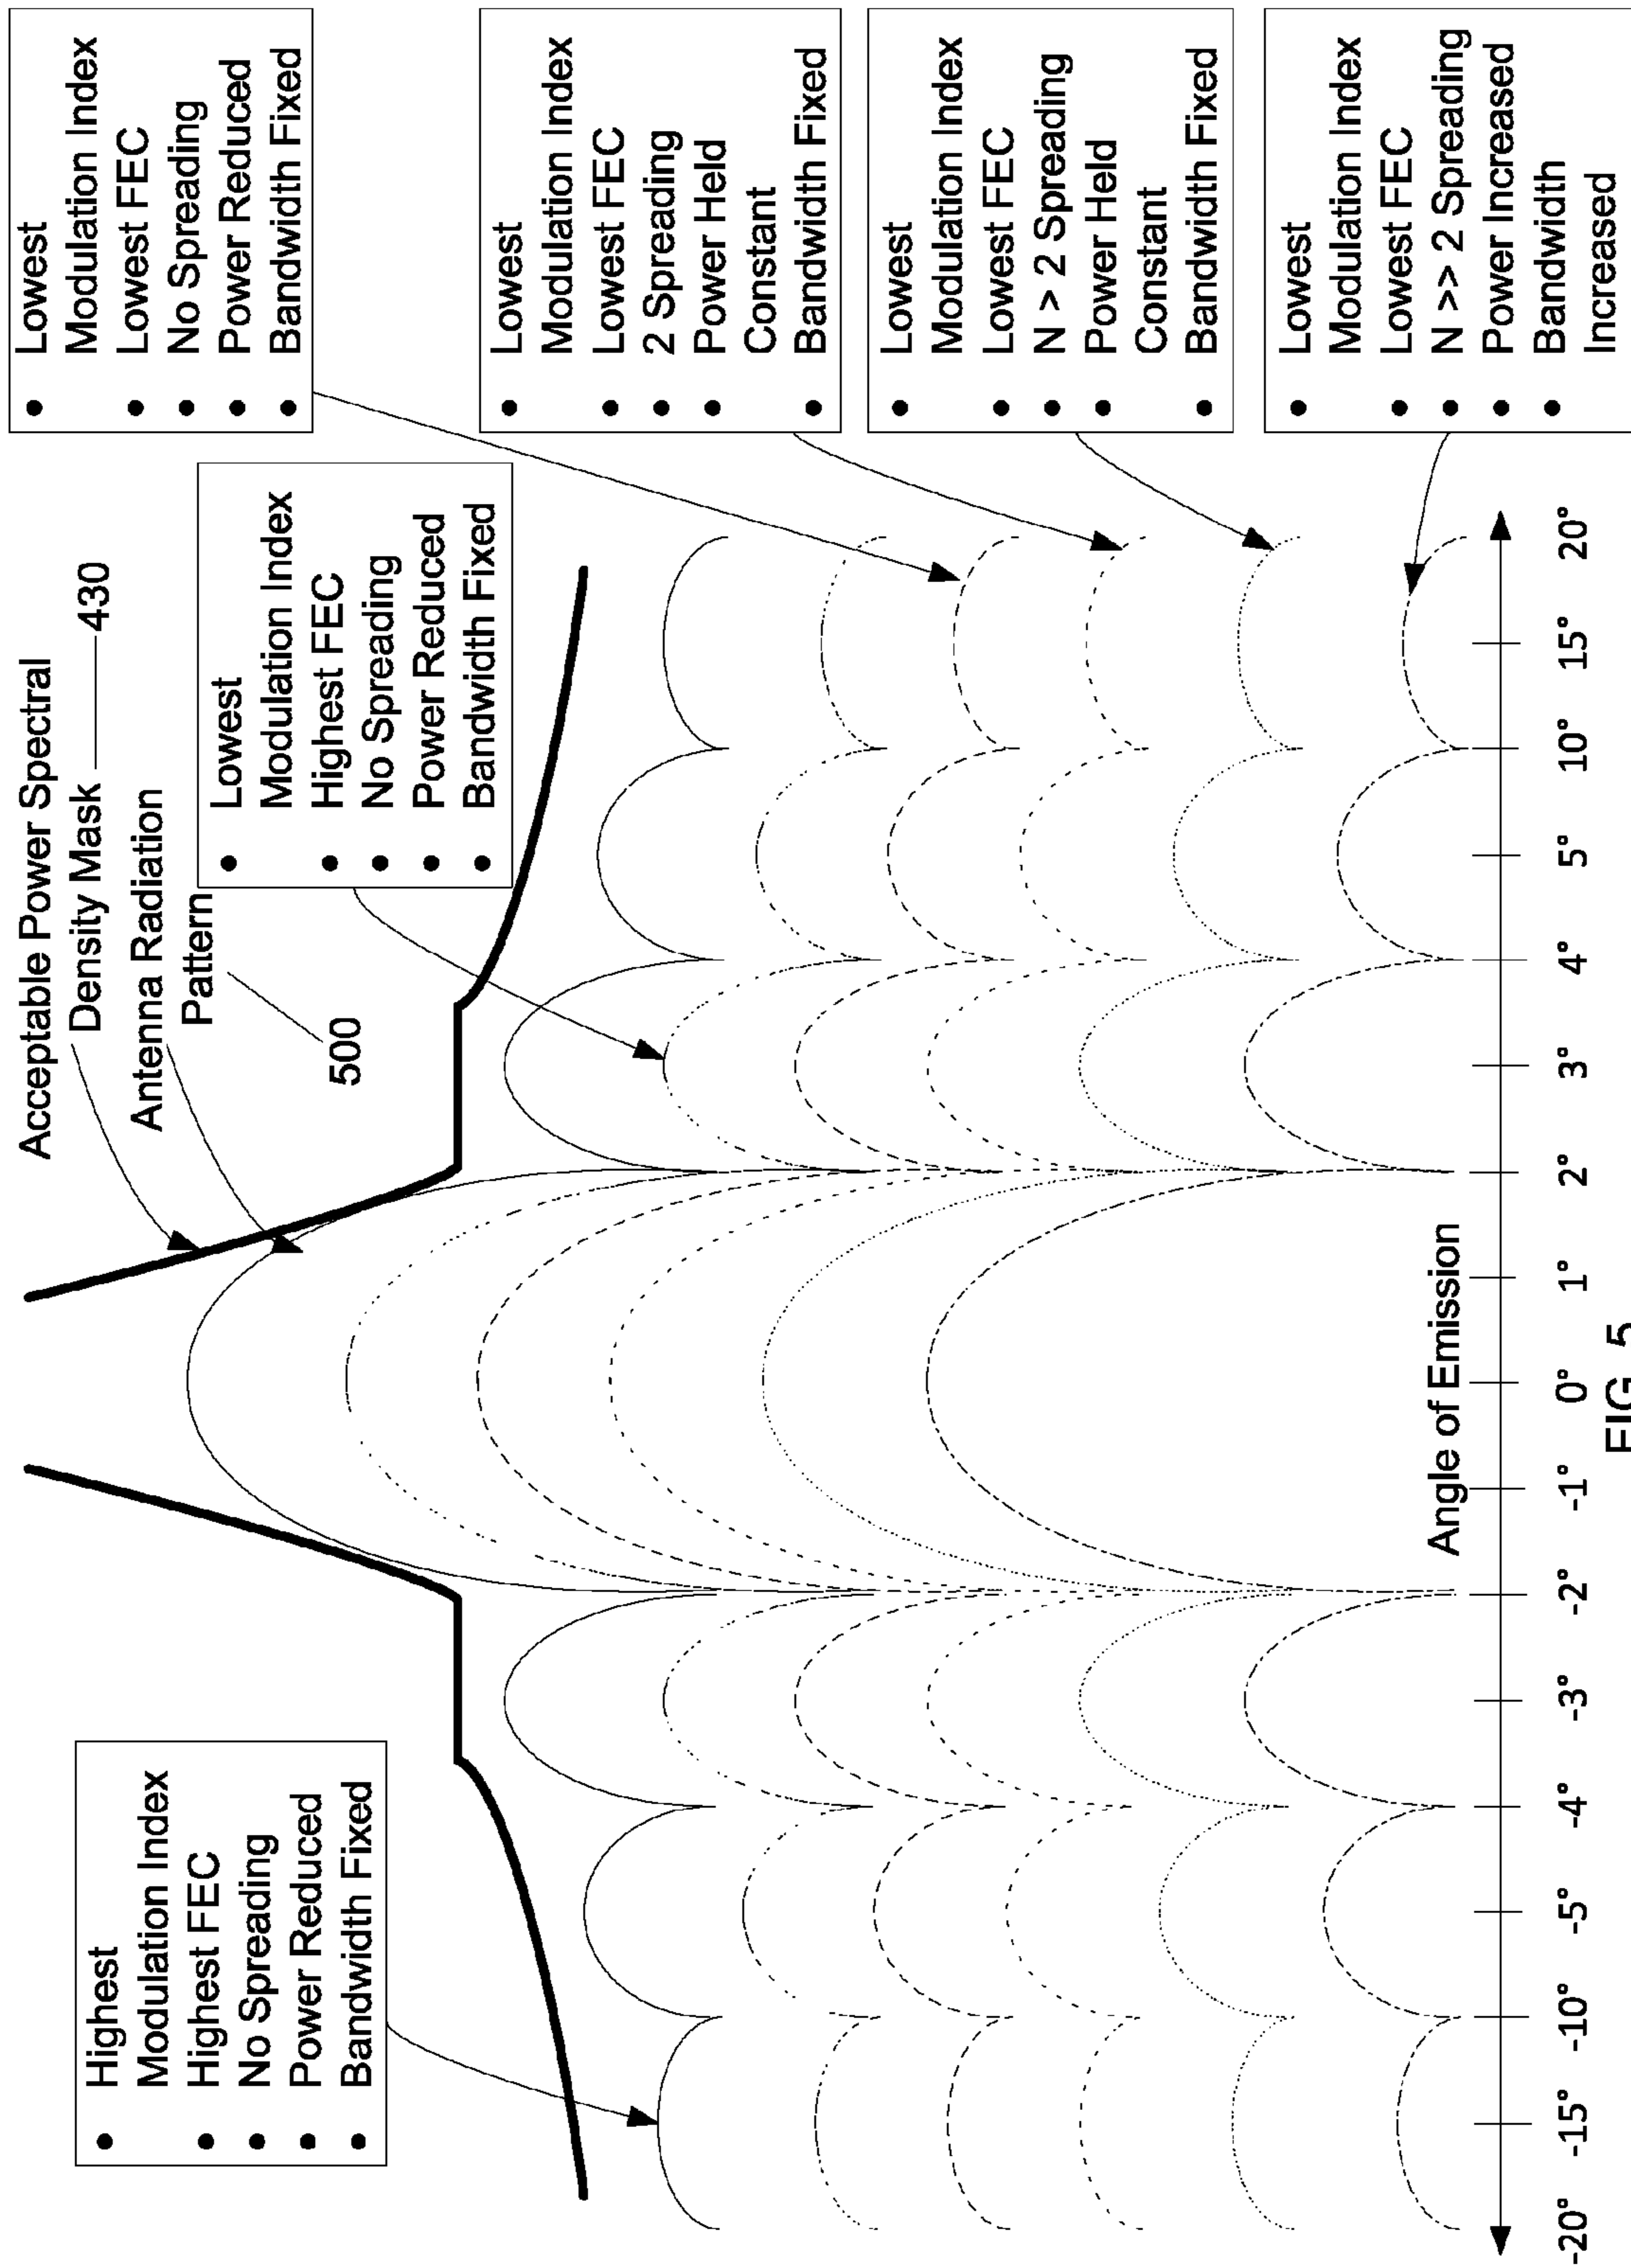 Acceptable Power Spectral
Density Mask
430
Antenna Radiation
Pattern
500
• Highest
Modulation Index
• Highest FEC
• No Spreading
• Power Reduced
• Bandwidth Fixed
• Lowest
Modulation Index
• Highest FEC
• No Spreading
• Power Reduced
• Bandwidth Fixed
• Lowest
Modulation Index
• Lowest FEC
• No Spreading
• Power Reduced
• Bandwidth Fixed
• Lowest
Modulation Index
• Lowest FEC
• 2 Spreading
• Power Held
Constant
• Bandwidth Fixed
• Lowest
Modulation Index
• Lowest FEC
• N > 2 Spreading
• Power Held
Constant
• Bandwidth Fixed
• Lowest
Modulation Index
• Lowest FEC
• N >> 2 Spreading
• Power Increased
• Bandwidth
Increased
Angle of Emission
-20° -15° -10° -5° -4° -3° -2° -1° 0° 1° 2° 3° 4° 5° 10° 15° 20°
FIG. 5